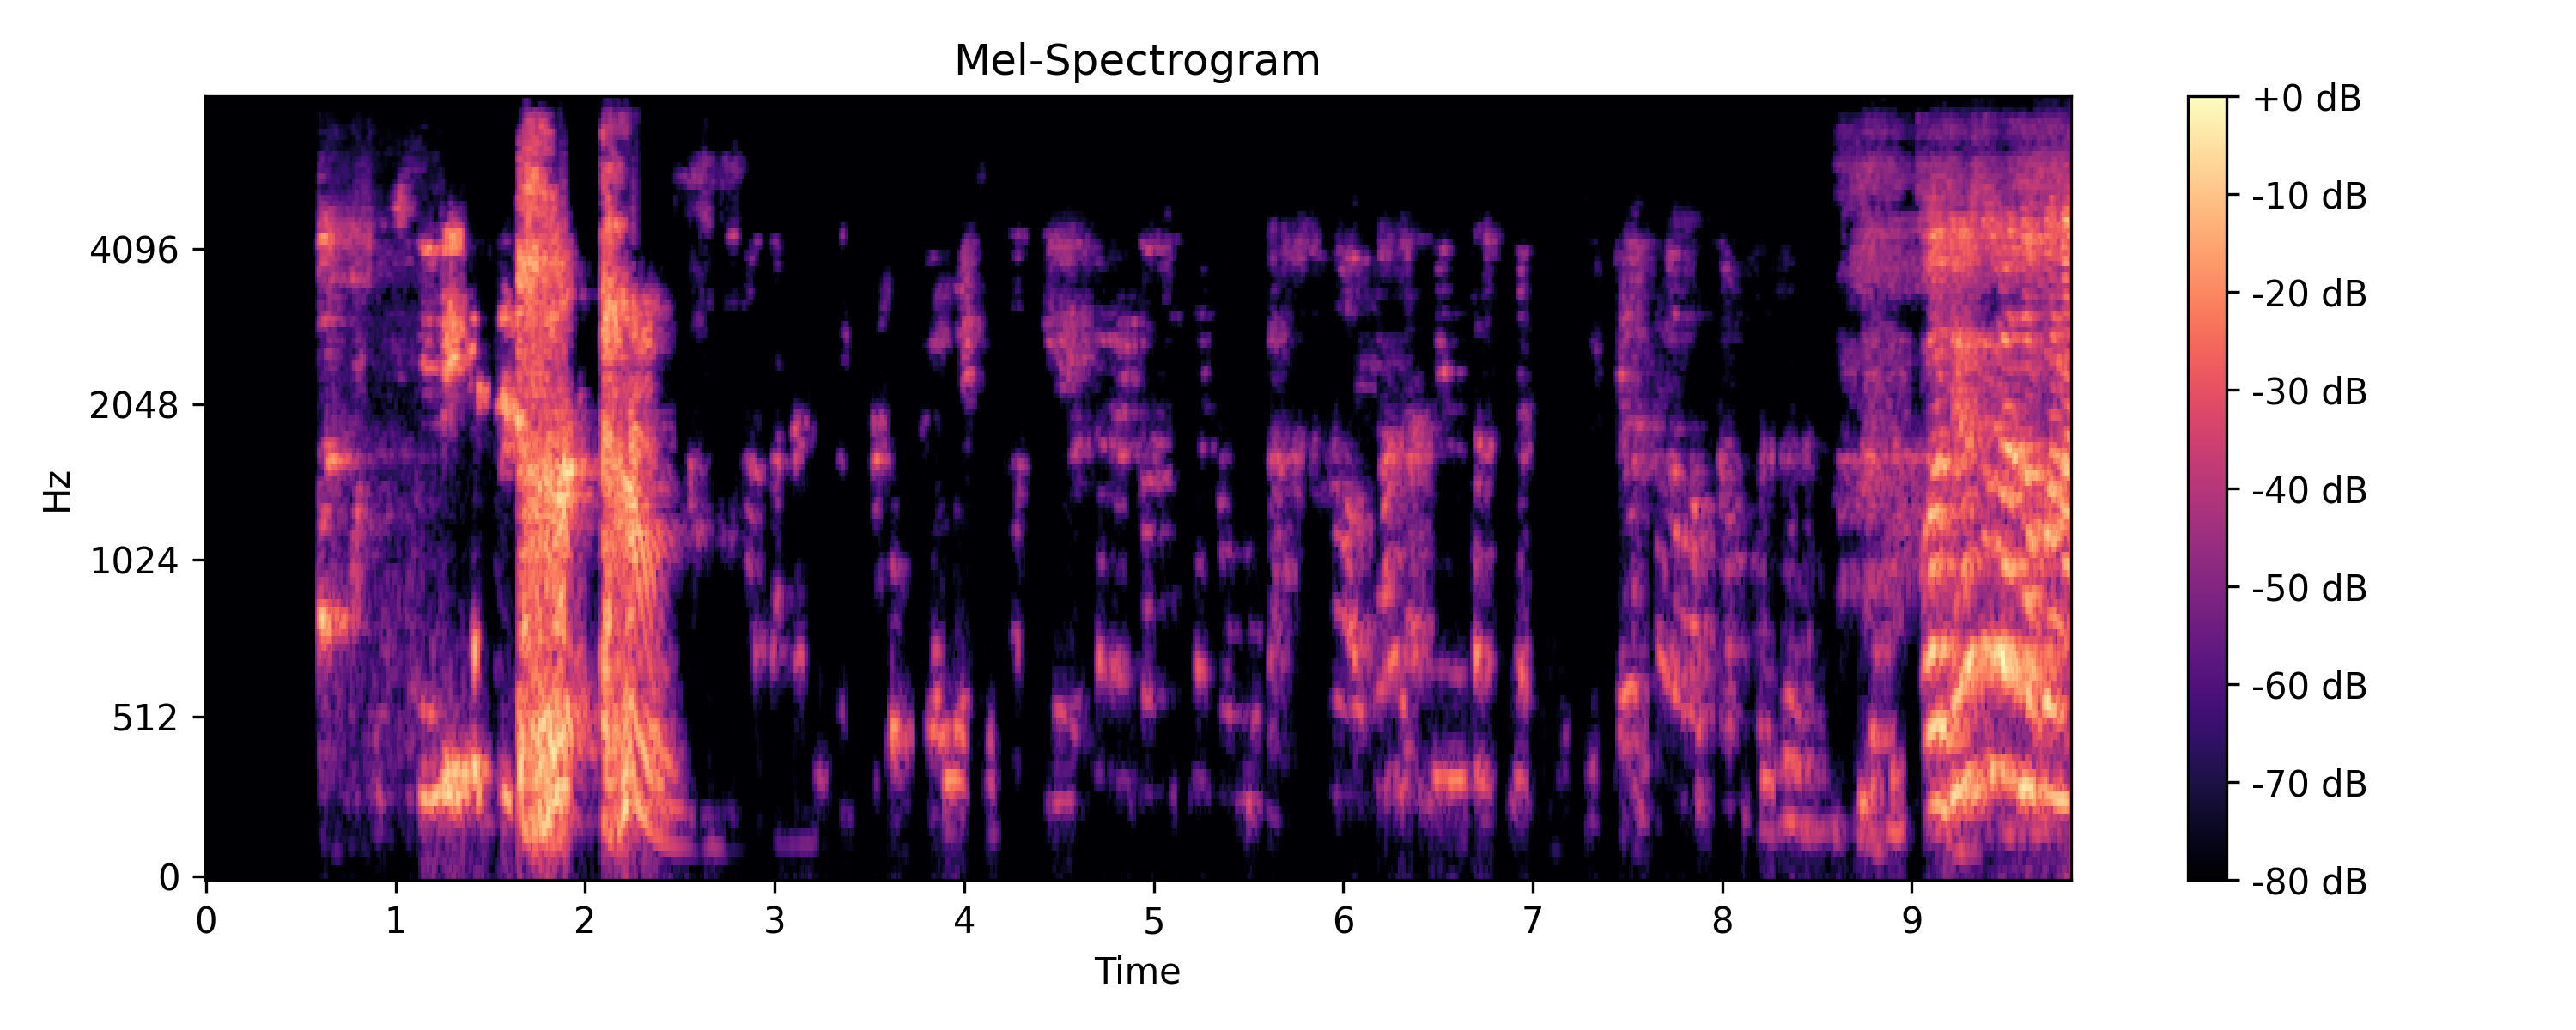 Mel-Spectrogram
+0 dB
4096
-10 dB
-20 dB
2048
-30 dB
Hz
-40 dB
1024
-50 dB
512
-60 dB
-70 dB
0
-80 dB
0 1 2 3 4 5 6 7 8 9
Time